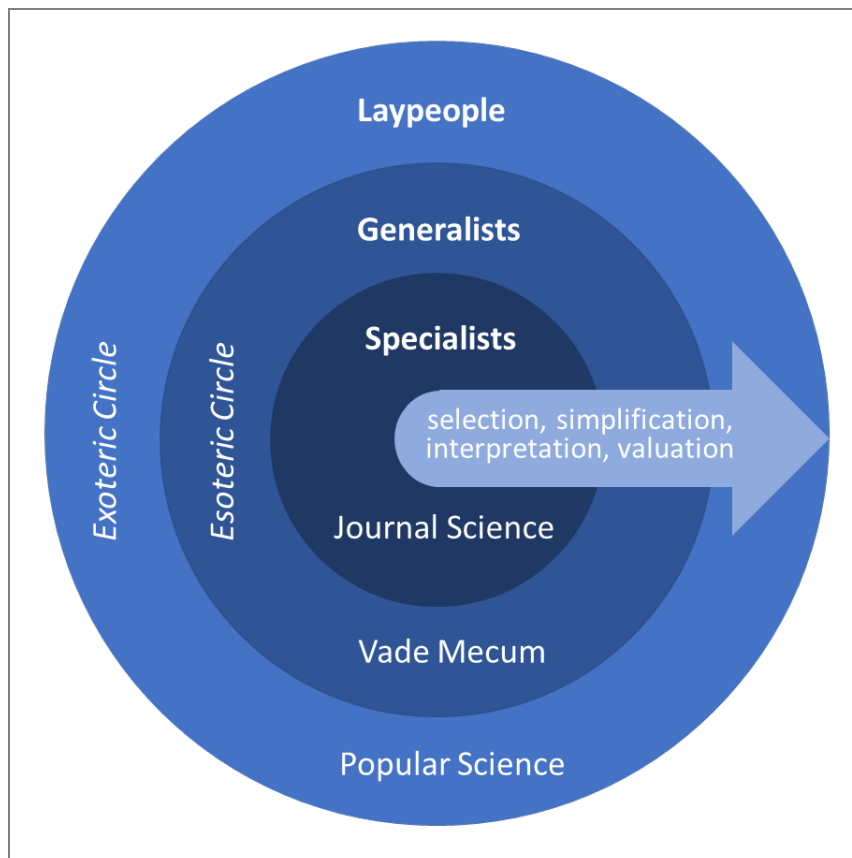 Laypeople
Generalists
Specialists
Exoteric Circle
Esoteric Circle
selection, simplification,
interpretation, valuation
Journal Science
Vade Mecum
Popular Science